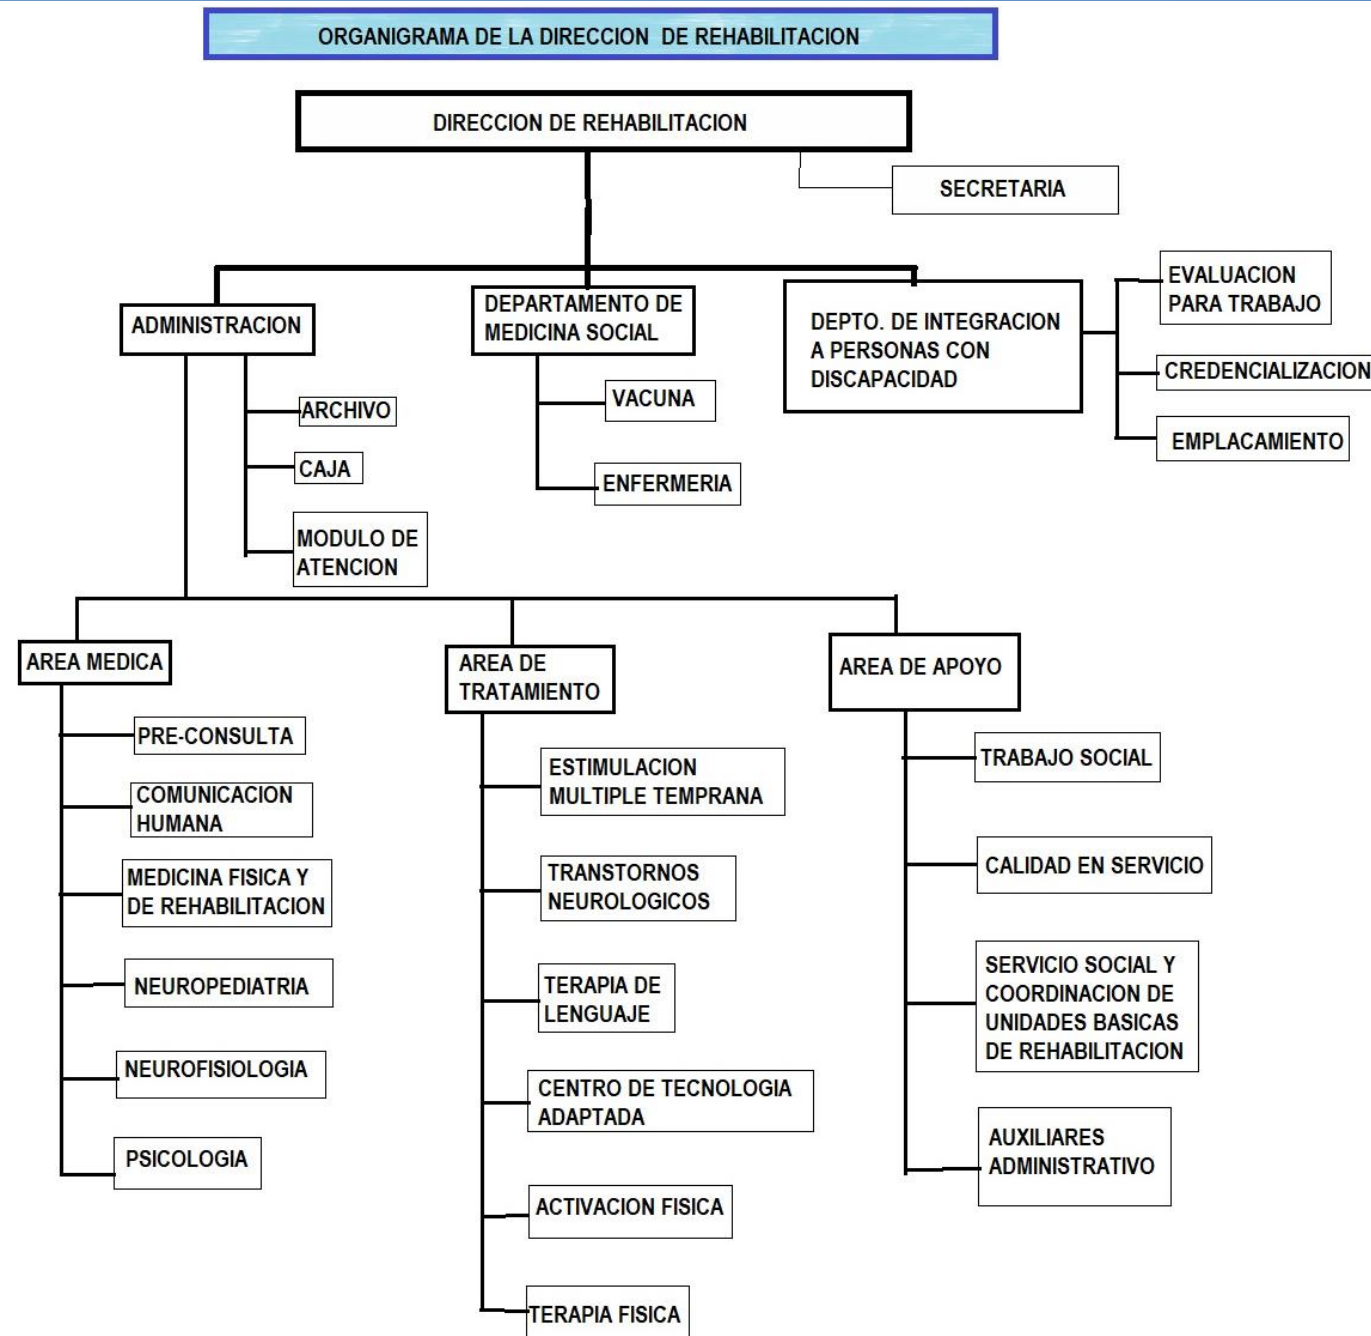 ORGANIGRAMA DE LA DIRECCION DE REHABILITACION
DIRECCION DE REHABILITACION
SECRETARIA
ADMINISTRACION
ARCHIVO
CAJA
MODULO DE
ATENCION
DEPARTAMENTO DE
MEDICINA SOCIAL
VACUNA
ENFERMERIA
DEPTO. DE INTEGRACION
A PERSONAS CON
DISCAPACIDAD
EVALUACION
PARA TRABAJO
CREDENCIALIZACION
EMPLACAMIENTO
AREA MEDICA
PRE-CONSULTA
COMUNICACION
HUMANA
MEDICINA FISICA Y
DE REHABILITACION
NEUROPEDIATRIA
NEUROFISIOLOGIA
PSICOLOGIA
AREA DE
TRATAMIENTO
ESTIMULACION
MULTIPLE TEMPRANA
TRANSTORNOS
NEUROLOGICOS
TERAPIA DE
LENGUAJE
CENTRO DE TECNOLOGIA
ADAPTADA
ACTIVACION FISICA
TERAPIA FISICA
AREA DE APOYO
TRABAJO SOCIAL
CALIDAD EN SERVICIO
SERVICIO SOCIAL Y
COORDINACION DE
UNIDADES BASICAS
DE REHABILITACION
AUXILIARES
ADMINISTRATIVO